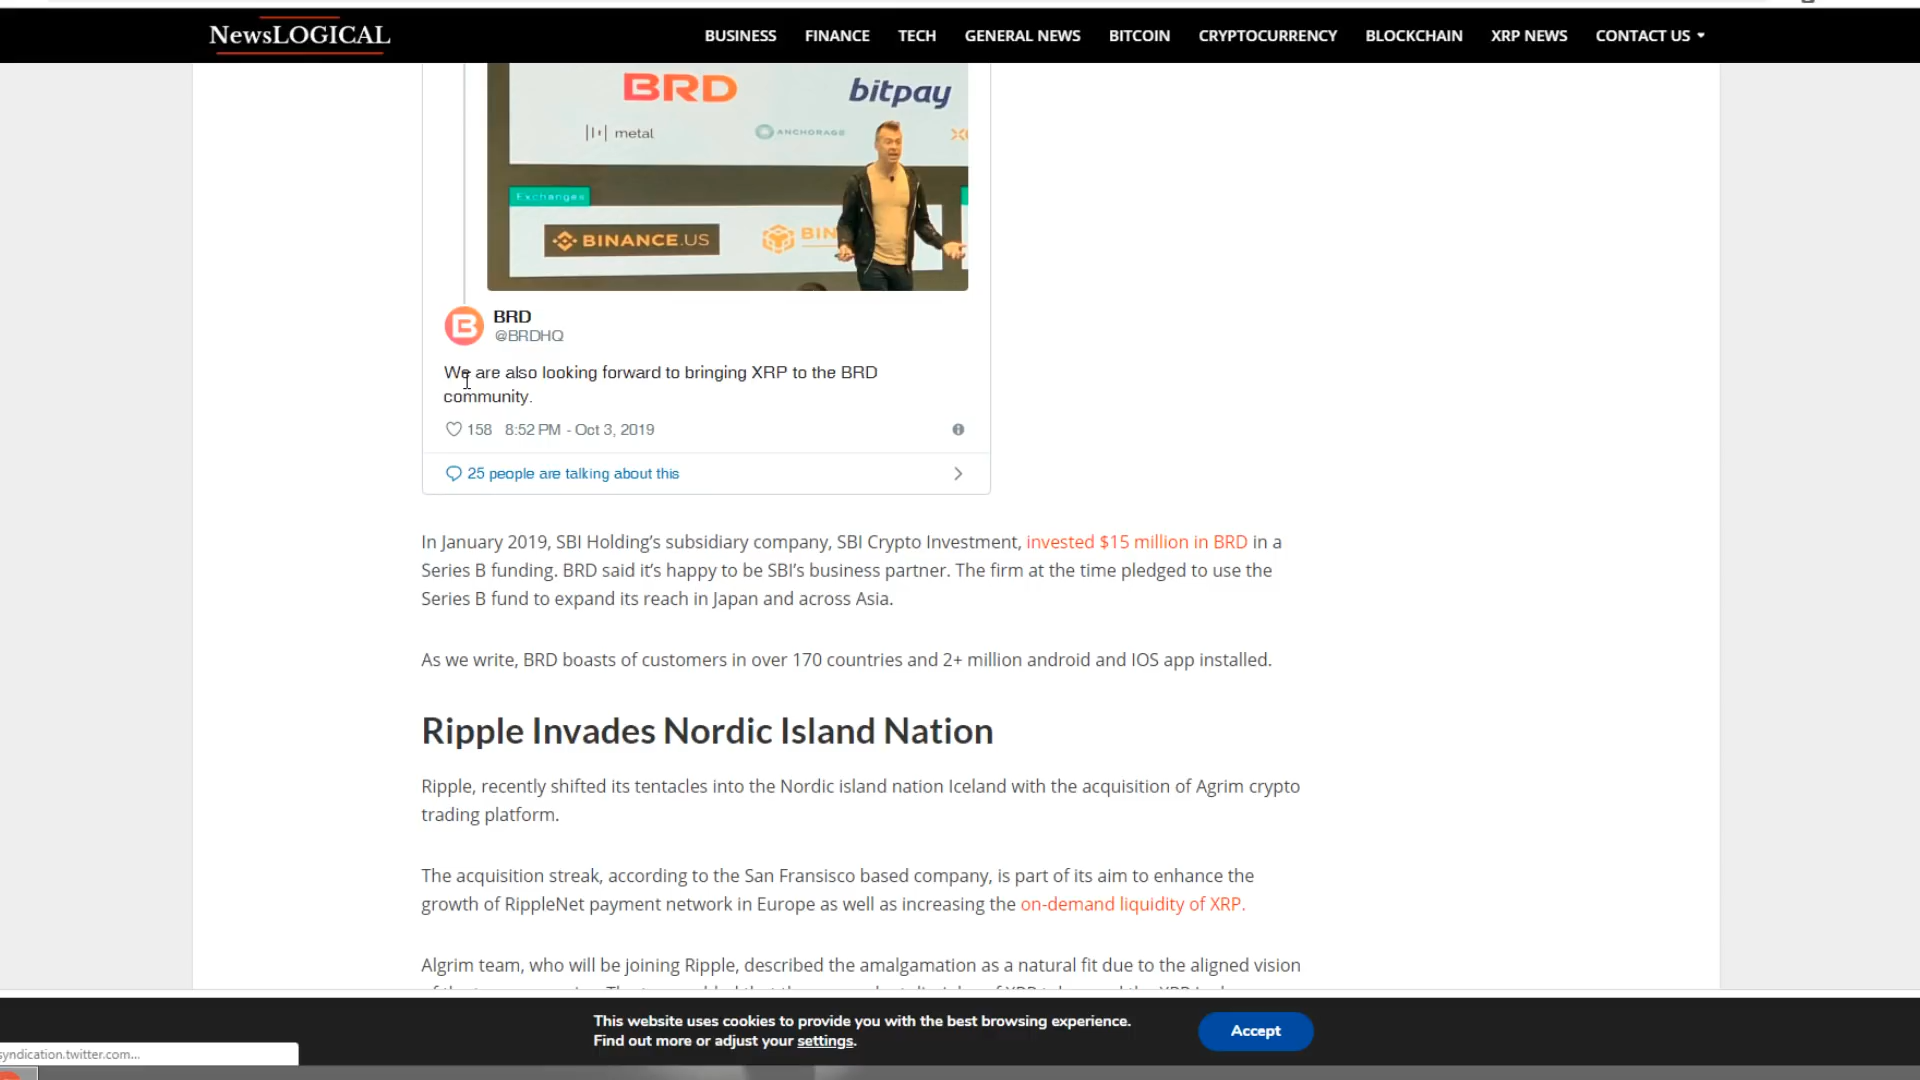 NewsLOGICAL
BUSINESS FINANCE TECH GENERAL NEWS BITCOIN CRYPTOCURRENCY BLOCKCHAIN XRP NEWS CONTACT US
BRD bitpay
metal ANCHORAGE
Exchanges
BINANCE.US BIN
BRD
@BRDHQ
We are also looking forward to bringing XRP to the BRD
community.
158 8:52 PM - Oct 3, 2019
25 people are talking about this
In January 2019, SBI Holding’s subsidiary company, SBI Crypto Investment, invested $15 million in BRD in a
Series B funding. BRD said it’s happy to be SBI’s business partner. The firm at the time pledged to use the
Series B fund to expand its reach in Japan and across Asia.
As we write, BRD boasts of customers in over 170 countries and 2+ million android and IOS app installed.
Ripple Invades Nordic Island Nation
Ripple, recently shifted its tentacles into the Nordic island nation Iceland with the acquisition of Agrim crypto
trading platform.
The acquisition streak, according to the San Fransisco based company, is part of its aim to enhance the
growth of RippleNet payment network in Europe as well as increasing the on-demand liquidity of XRP.
Algrim team, who will be joining Ripple, described the amalgamation as a natural fit due to the aligned vision
This website uses cookies to provide you with the best browsing experience.
Find out more or adjust your settings.
Accept
syndication.twitter.com...